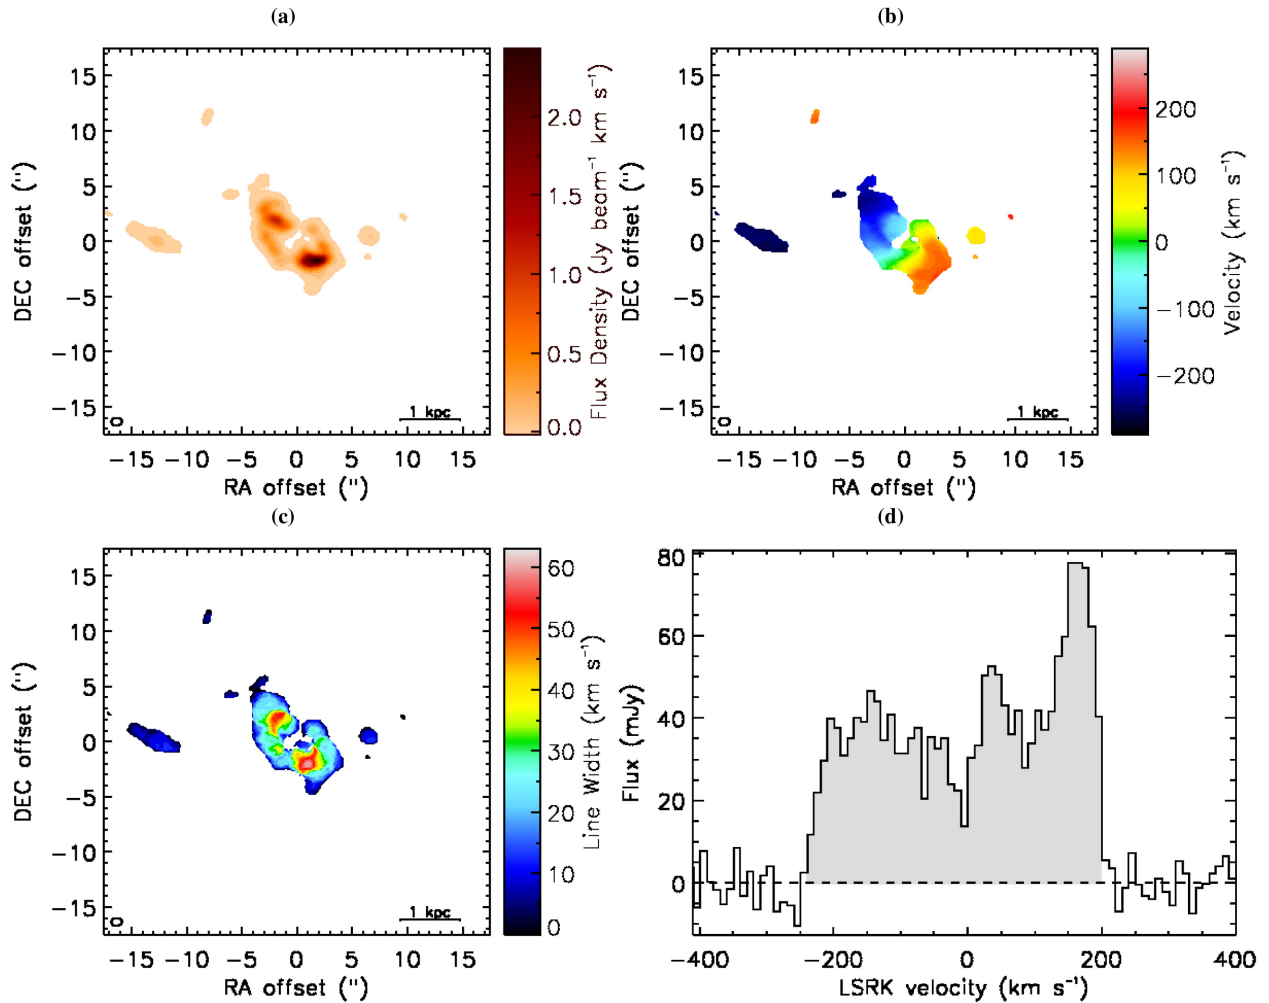 (a)
15
10
5
0
−5
−10
−15
DEC offset (")
−15 −10 −5 0 5 10 15
RA offset (")
1 kpc
2.0
1.5
1.0
0.5
0.0
Flux Density (Jy beam⁻¹ km s⁻¹)
(b)
15
10
5
0
−5
−10
−15
DEC offset (")
−15 −10 −5 0 5 10 15
RA offset (")
1 kpc
200
100
0
−100
−200
Velocity (km s⁻¹)
(c)
15
10
5
0
−5
−10
−15
DEC offset (")
−15 −10 −5 0 5 10 15
RA offset (")
1 kpc
60
50
40
30
20
10
0
Line Width (km s⁻¹)
(d)
80
60
40
20
0
Flux (mJy)
−400 −200 0 200 400
LSRK velocity (km s⁻¹)